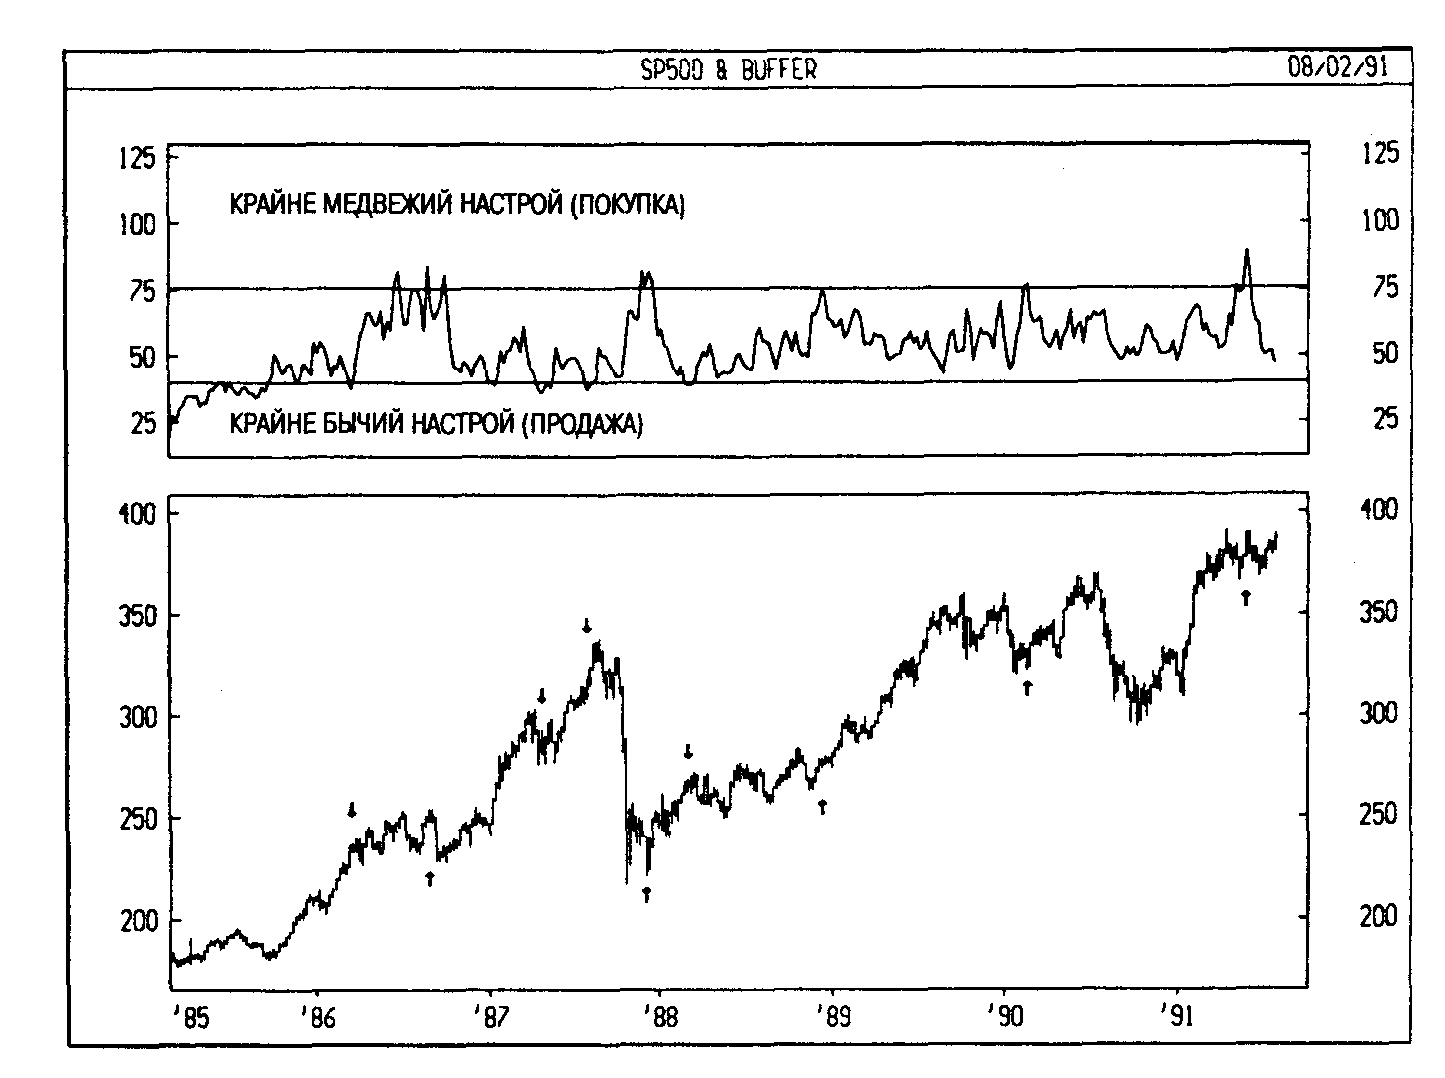 SP500 & BUFFER 08/02/91
125 125
КРАЙНЕ МЕДВЕЖИЙ НАСТРОЙ (ПОКУПКА)
100 100
75 75
50 50
25 КРАЙНЕ БЫЧИЙ НАСТРОЙ (ПРОДАЖА) 25
400 400
350 350
300 300
250 250
200 200
'85 '86 '87 '88 '89 '90 '91